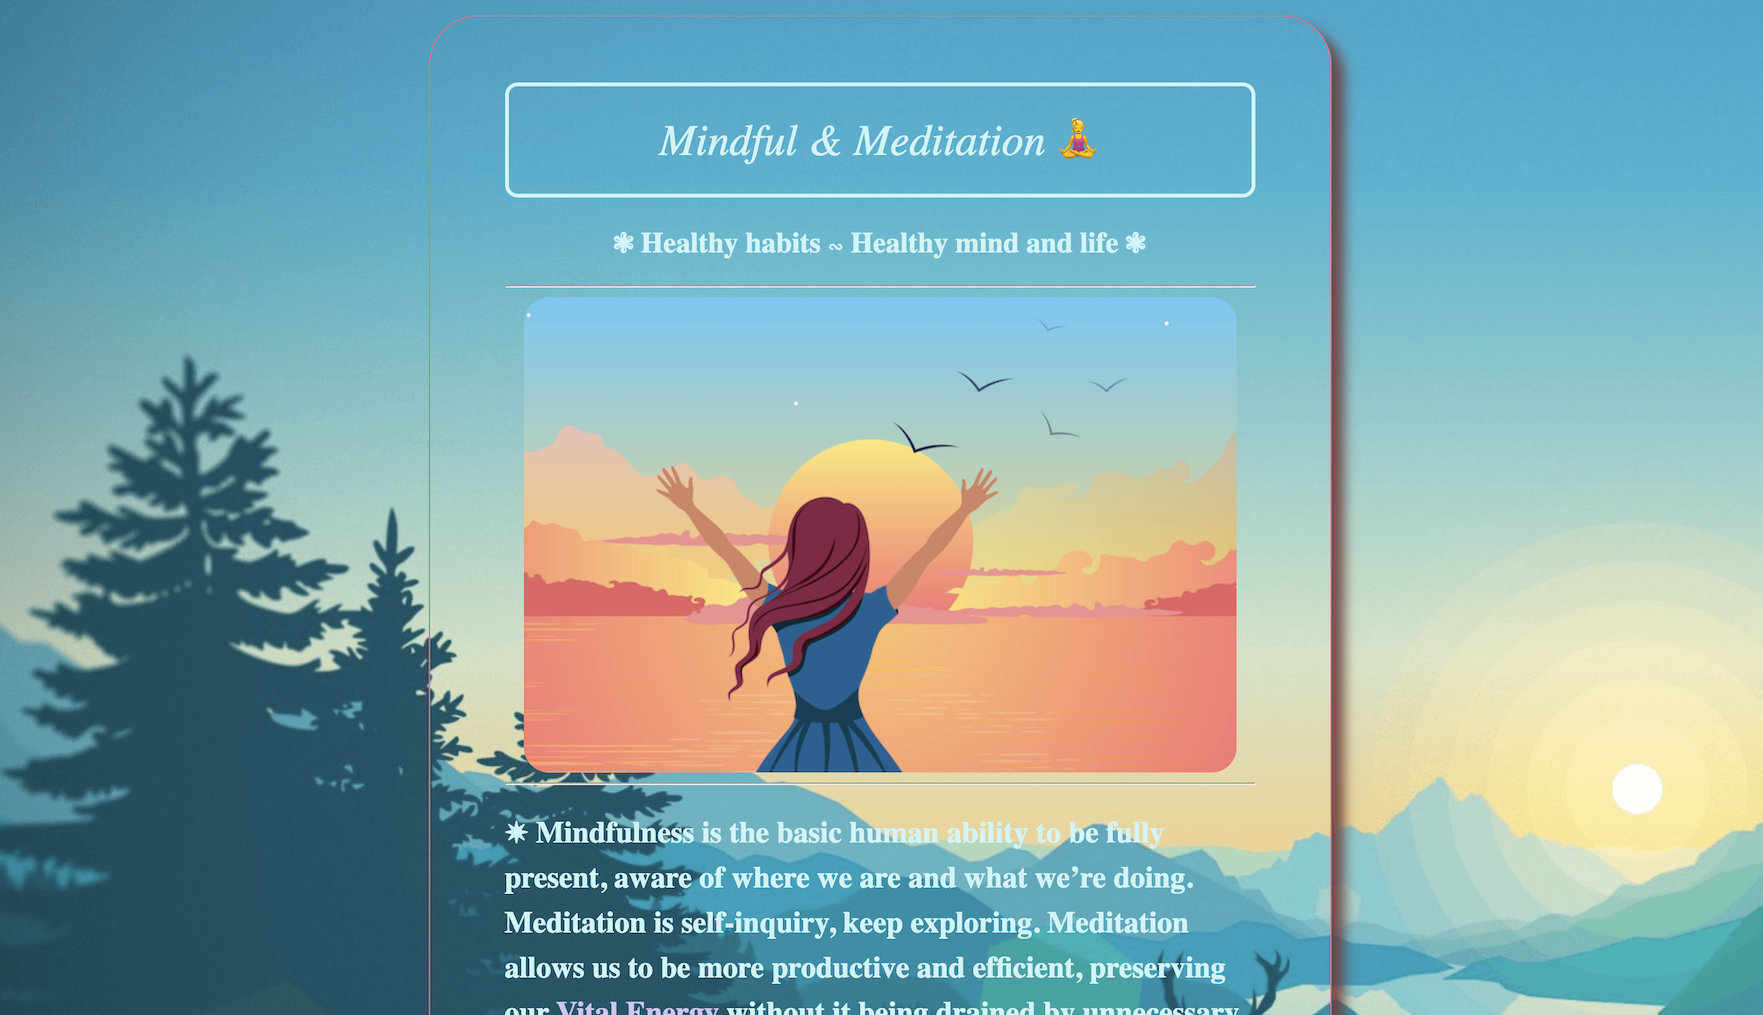 Mindful & Meditation 🧘‍♀️
❃ Healthy habits ~ Healthy mind and life ❃
✷ Mindfulness is the basic human ability to be fully
present, aware of where we are and what we’re doing.
Meditation is self-inquiry, keep exploring. Meditation
allows us to be more productive and efficient, preserving
our Vital Energy without it being drained by unnecessary